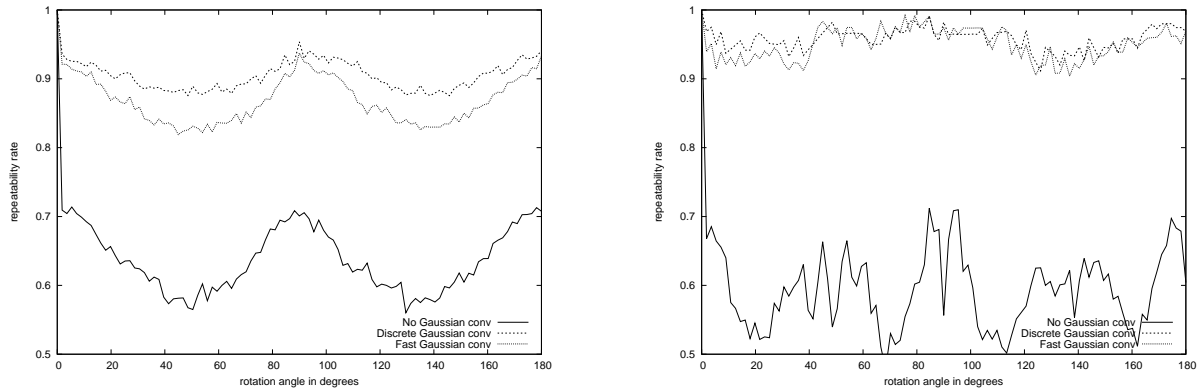 1
0.9
0.8
0.7
0.6
0.5
repeatability rate
No Gaussian conv
Discrete Gaussian conv
Fast Gaussian conv
0 20 40 60 80 100 120 140 160 180
rotation angle in degrees
1
0.9
0.8
0.7
0.6
0.5
repeatability rate
No Gaussian conv
Discrete Gaussian conv
Fast Gaussian conv
0 20 40 60 80 100 120 140 160 180
rotation angle in degrees